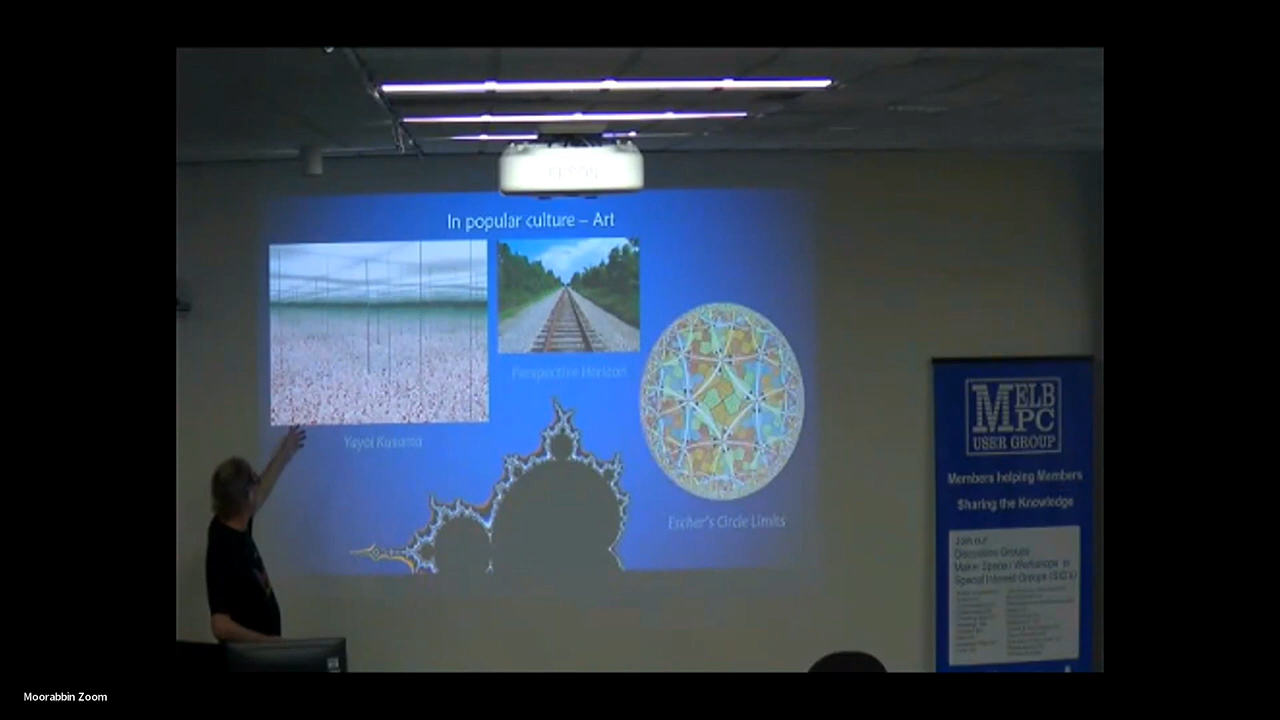 EPSON
In popular culture – Art
Perspective Horizon
Yayoi Kusama
Escher's Circle Limits
MELB
PC
USER GROUP
Members helping Members
Sharing the Knowledge
Join our
Discussion Groups
Maker Space / Workshops
Special Interest Groups (SIG's)
Moorabbin Zoom